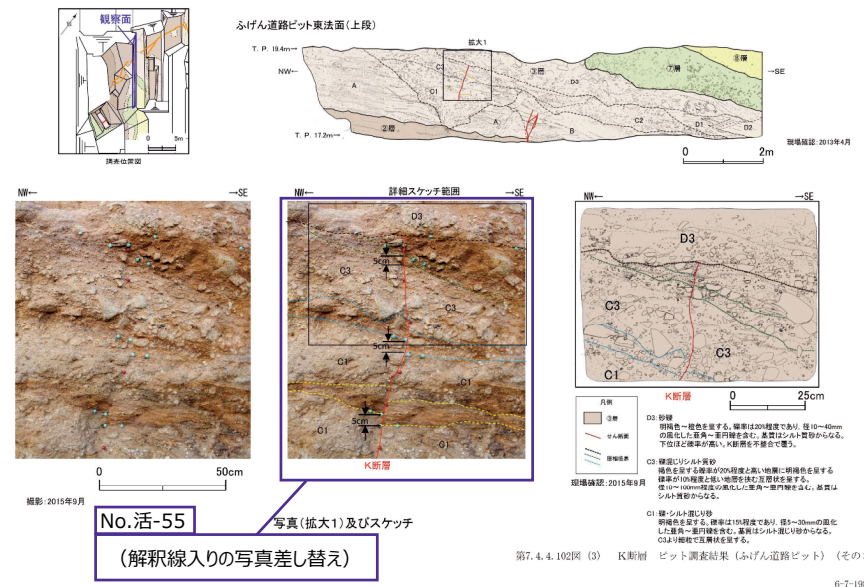 観察面
0 5m
調査位置図
ふげん道路ピット東法面(上段)
T. P. 19.4m→
NW←
T. P. 17.2m→
拡大1
→SE
A
C3
C1
②層
A
③層
D3
B
C2
D1
D2
⑦層
⑧層
現場確認:2013年4月
0 2m
NW←
→SE
0 50cm
撮影:2015年9月
NW←
詳細スケッチ範囲
→SE
D3
5cm
C3
C3
5cm
C1
C1
C1
5cm
C1
C1
K断層
写真(拡大1)及びスケッチ
No.活-55
(解釈線入りの写真差し替え)
NW←
→SE
D3
C3
C3
C1
K断層
0 25cm
凡例
③層
せん断面
層相境界
現場確認:2015年9月
D3: 砂礫
明褐色~橙色を呈する。礫率は20%程度であり、径10~40mm
の風化した亜角~亜円礫を含む。基質はシルト質砂からなる。
下位ほど礫率が高い。K断層を不整合で覆う。
C3: 礫混じりシルト質砂
褐色を呈する礫率が20%程度と高い地層に明褐色を呈する
礫率が10%程度と低い地層を挟む互層状を呈する。
径10~100mm程度の風化した亜角~亜円礫を含む。基質は
シルト質砂からなる。
C1: 礫・シルト混じり砂
明褐色を呈する。礫率は15%程度であり、径5~30mmの風化
した亜角~亜円礫を含む。基質はシルト混じり砂からなる。
C3より細粒で互層状を呈する。
第7.4.4.102図 (3) K断層 ピット調査結果 (ふげん道路ピット) (その
6-7-19